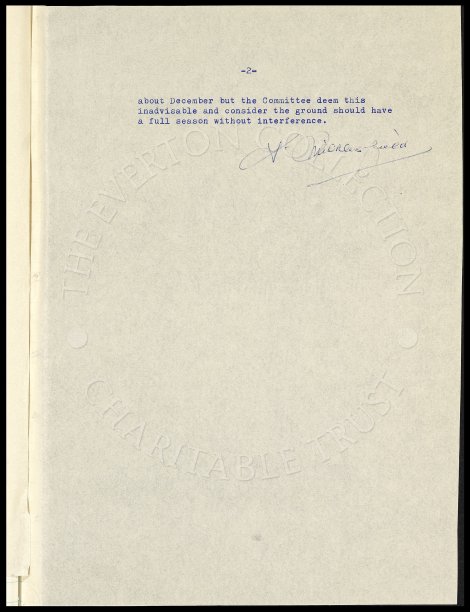 -2-
about December but the Committee deem this
inadvisable and consider the ground should have
a full season without interference.
THE EVERTON COLLECTION
CHARITABLE TRUST